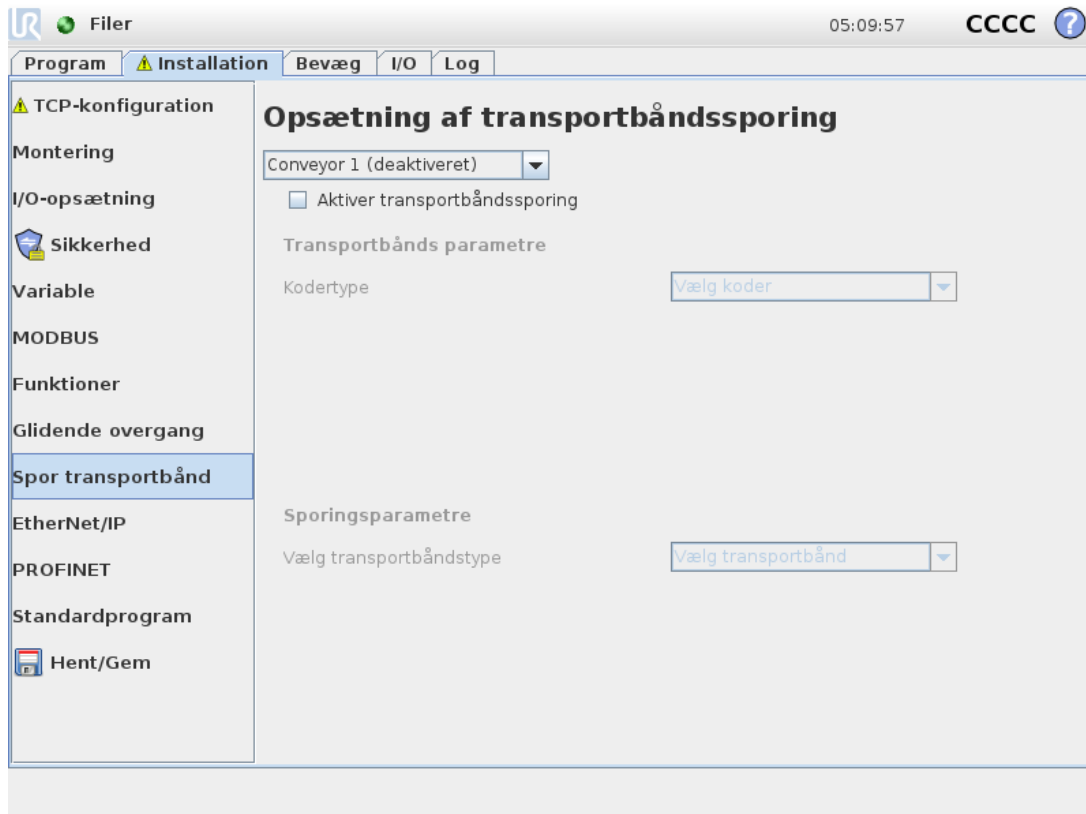 UR Filer 05:09:57 CCCC ?
Program Installation Bevæg I/O Log
TCP-konfiguration
Montering
I/O-opsætning
Sikkerhed
Variable
MODBUS
Funktioner
Glidende overgang
Spor transportbånd
EtherNet/IP
PROFINET
Standardprogram
Hent/Gem
Opsætning af transportbåndssporing
Conveyor 1 (deaktiveret)
Aktiver transportbåndssporing
Transportbånds parametre
Kodertype Vælg koder
Sporingsparametre
Vælg transportbåndstype Vælg transportbånd